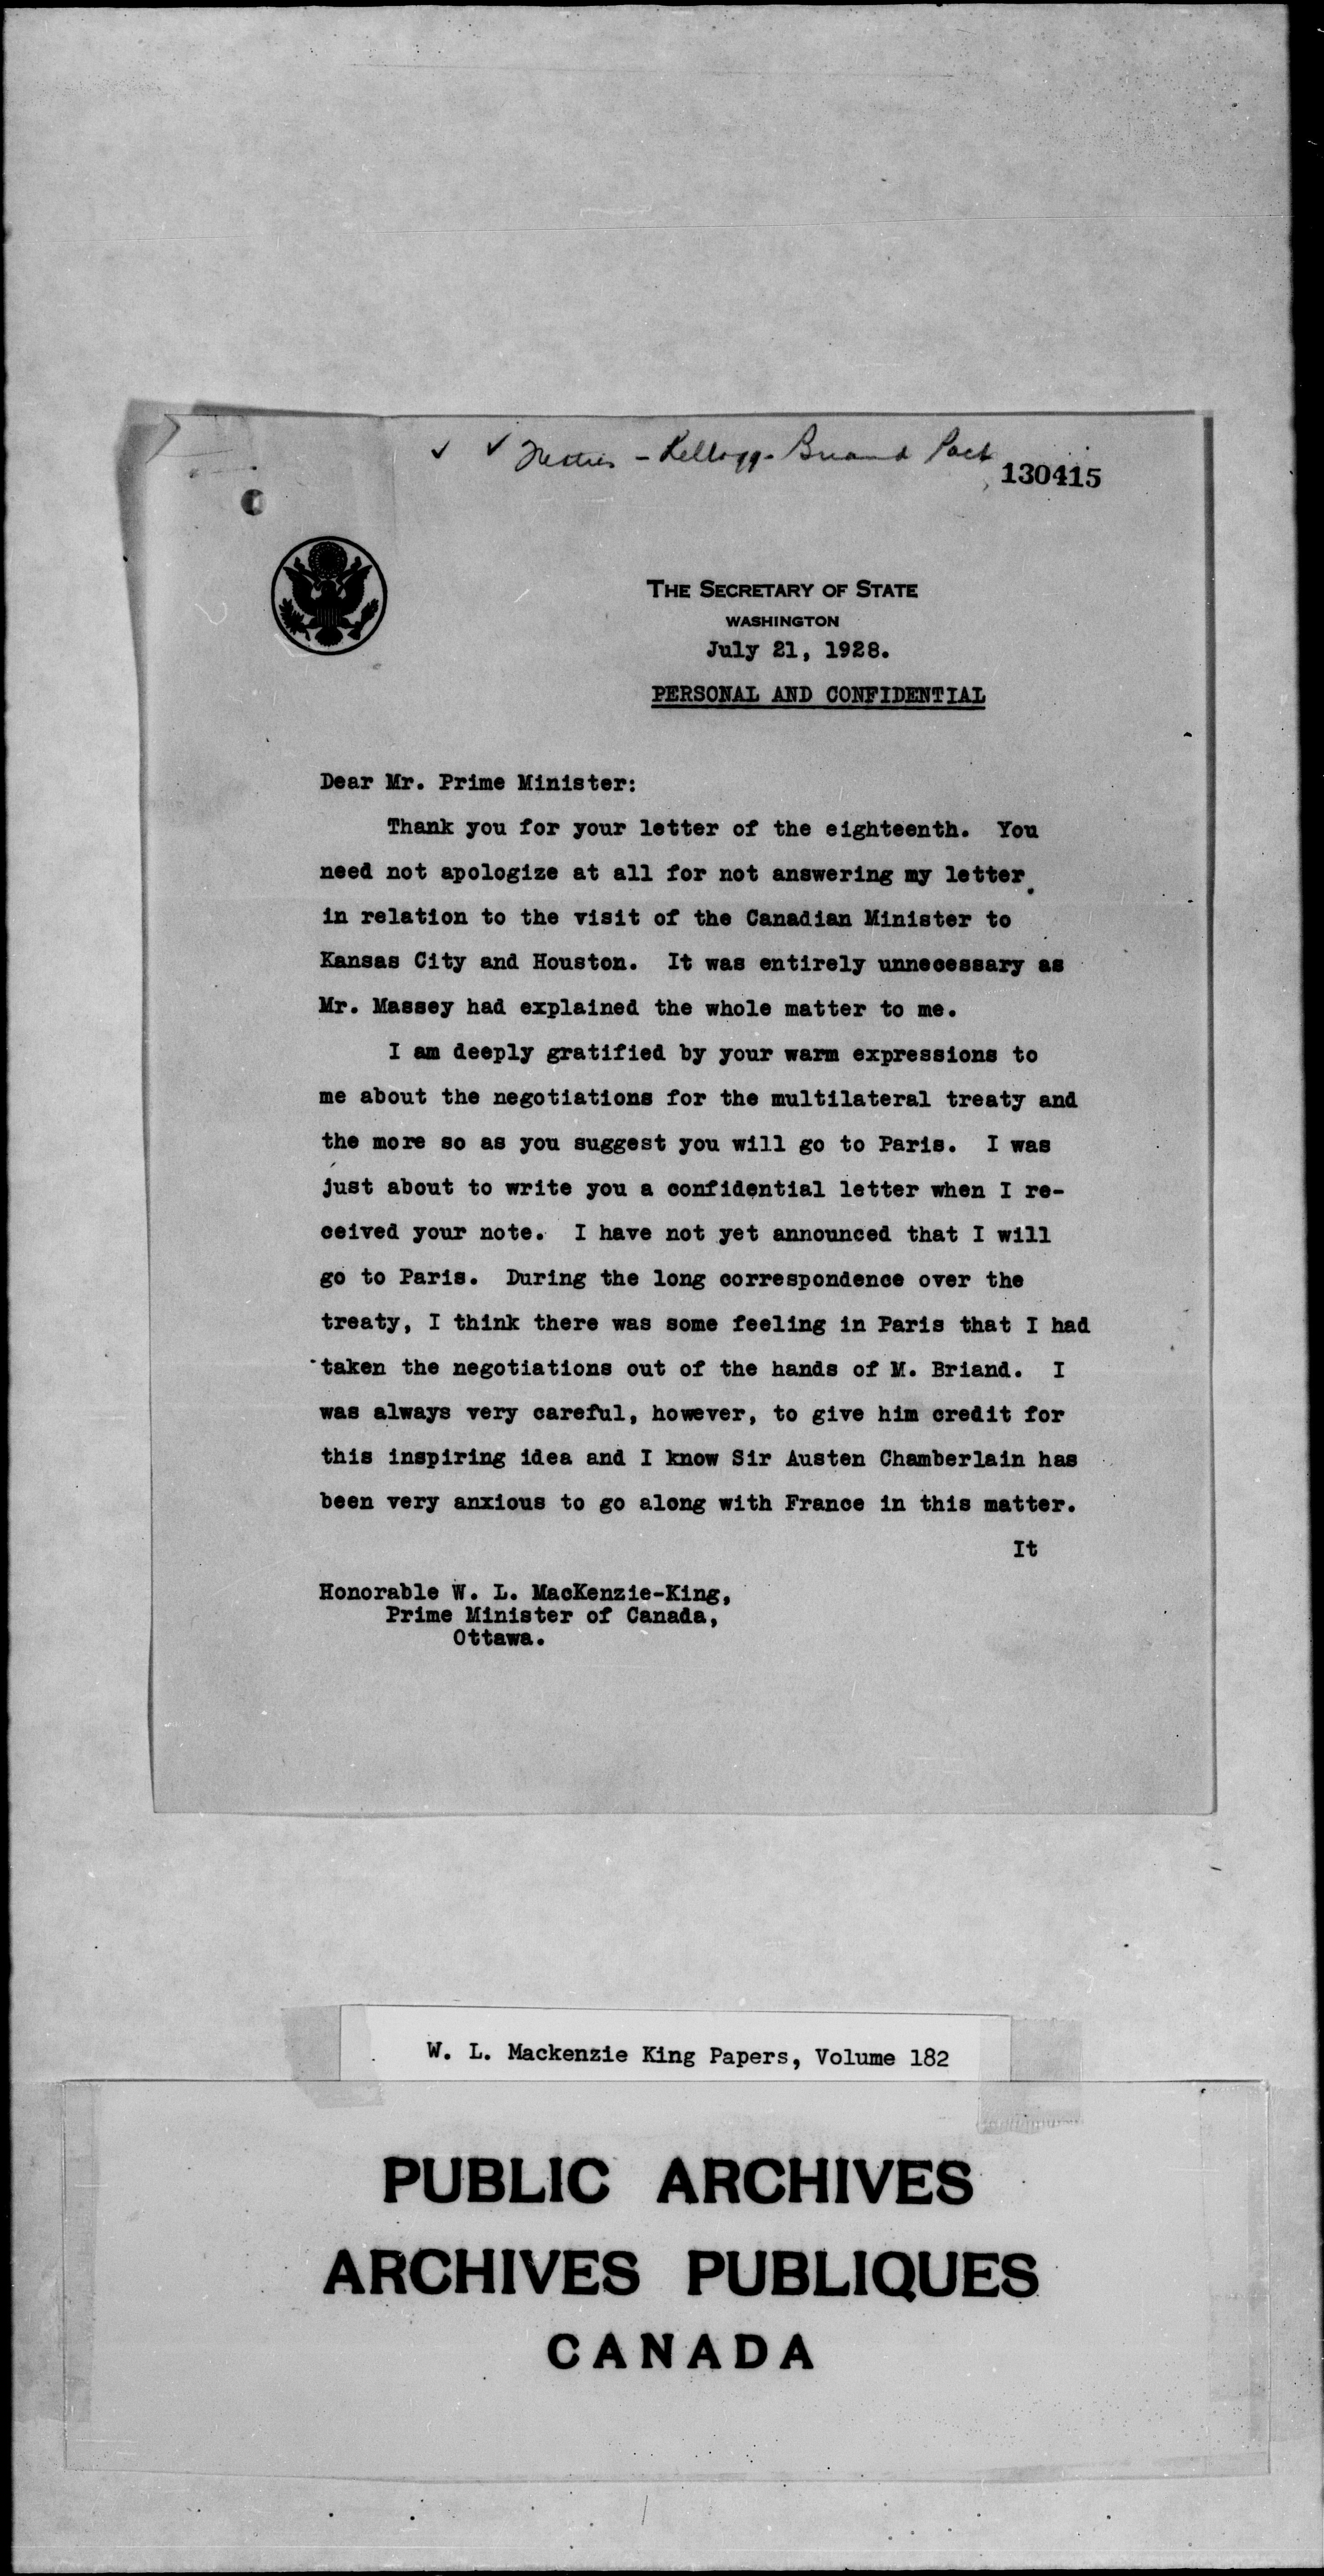 Treaties - Kellogg-Briand Pact
130415
THE SECRETARY OF STATE
WASHINGTON
July 21, 1928.
PERSONAL AND CONFIDENTIAL
Dear Mr. Prime Minister:
Thank you for your letter of the eighteenth. You
need not apologize at all for not answering my letter
in relation to the visit of the Canadian Minister to
Kansas City and Houston. It was entirely unnecessary as
Mr. Massey had explained the whole matter to me.
I am deeply gratified by your warm expressions to
me about the negotiations for the multilateral treaty and
the more so as you suggest you will go to Paris. I was
just about to write you a confidential letter when I re-
ceived your note. I have not yet announced that I will
go to Paris. During the long correspondence over the
treaty, I think there was some feeling in Paris that I had
taken the negotiations out of the hands of M. Briand. I
was always very careful, however, to give him credit for
this inspiring idea and I know Sir Austen Chamberlain has
been very anxious to go along with France in this matter.
It
Honorable W. L. MacKenzie-King,
Prime Minister of Canada,
Ottawa.
W. L. Mackenzie King Papers, Volume 182
PUBLIC ARCHIVES
ARCHIVES PUBLIQUES
CANADA